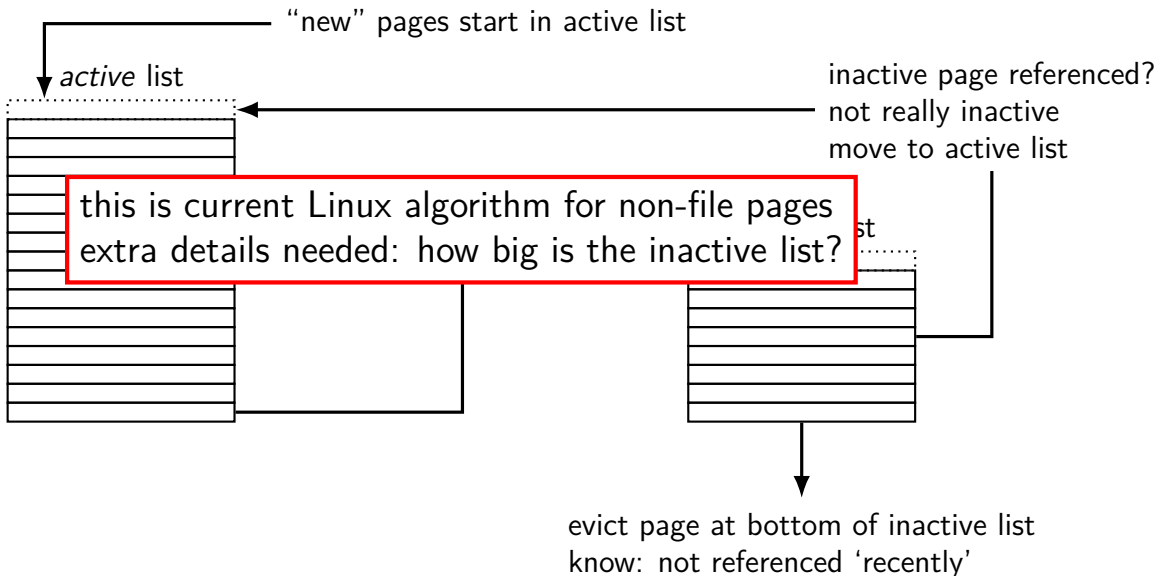 “new” pages start in active list
active list
inactive page referenced?
not really inactive
move to active list
this is current Linux algorithm for non-file pages
extra details needed: how big is the inactive list?
evict page at bottom of inactive list
know: not referenced ‘recently’